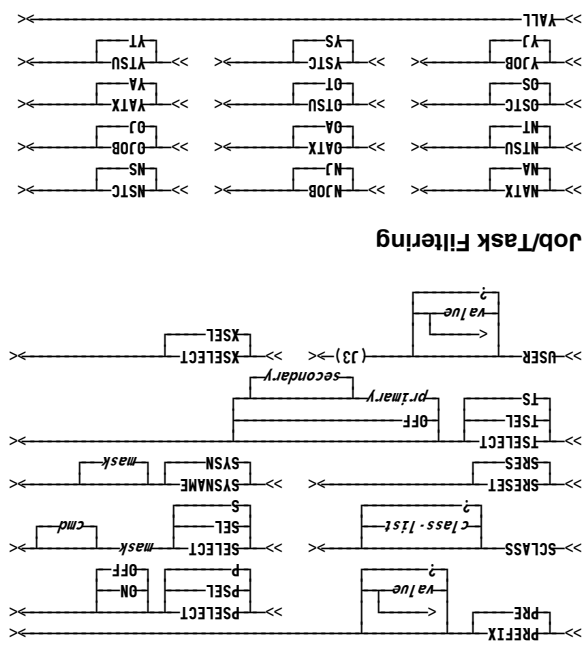 >> PREFIX ><
PRE < value ?
>> PSELECT ><
PSEL ON
P OFF
>> SCLASS ><
class-list
?
>> SELECT mask ><
SEL cmd
S
>> SRESET ><
SRES
>> SYSNAME ><
SYSN mask
>> TSELECT ><
TSEL OFF
TS primary
secondary
>> USER (J3) ><
<
value
?
>> XSELECT ><
XSEL
Job/Task Filtering
>> NATX >< >> NJOB >< >> NSTC ><
NA NJ NS
>> NTSU >< >> OATX >< >> OJOB ><
NT OA OJ
>> OSTC >< >> OTSU >< >> YATX ><
OS OT YA
>> YJOB >< >> YSTC >< >> YTSU ><
YJ YS YT
>> YALL ><